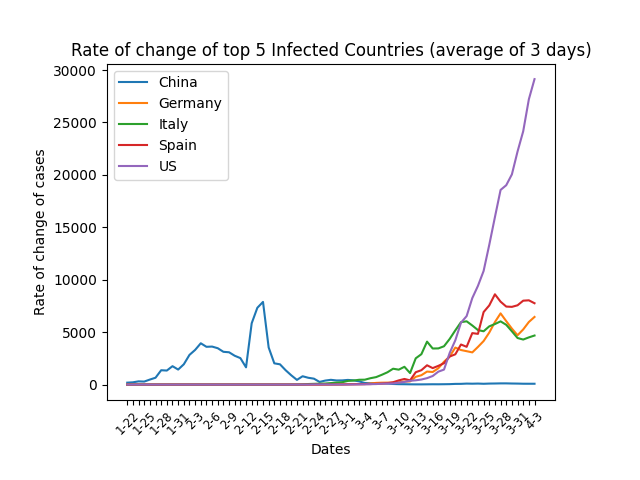 Rate of change of top 5 Infected Countries (average of 3 days)
30000
25000
20000
15000
10000
5000
0
Rate of change of cases
China
Germany
Italy
Spain
US
1-22 1-25 1-28 1-31 2-3 2-6 2-9 2-12 2-15 2-18 2-21 2-24 2-27 3-1 3-4 3-7 3-10 3-13 3-16 3-19 3-22 3-25 3-28 3-31 4-3
Dates